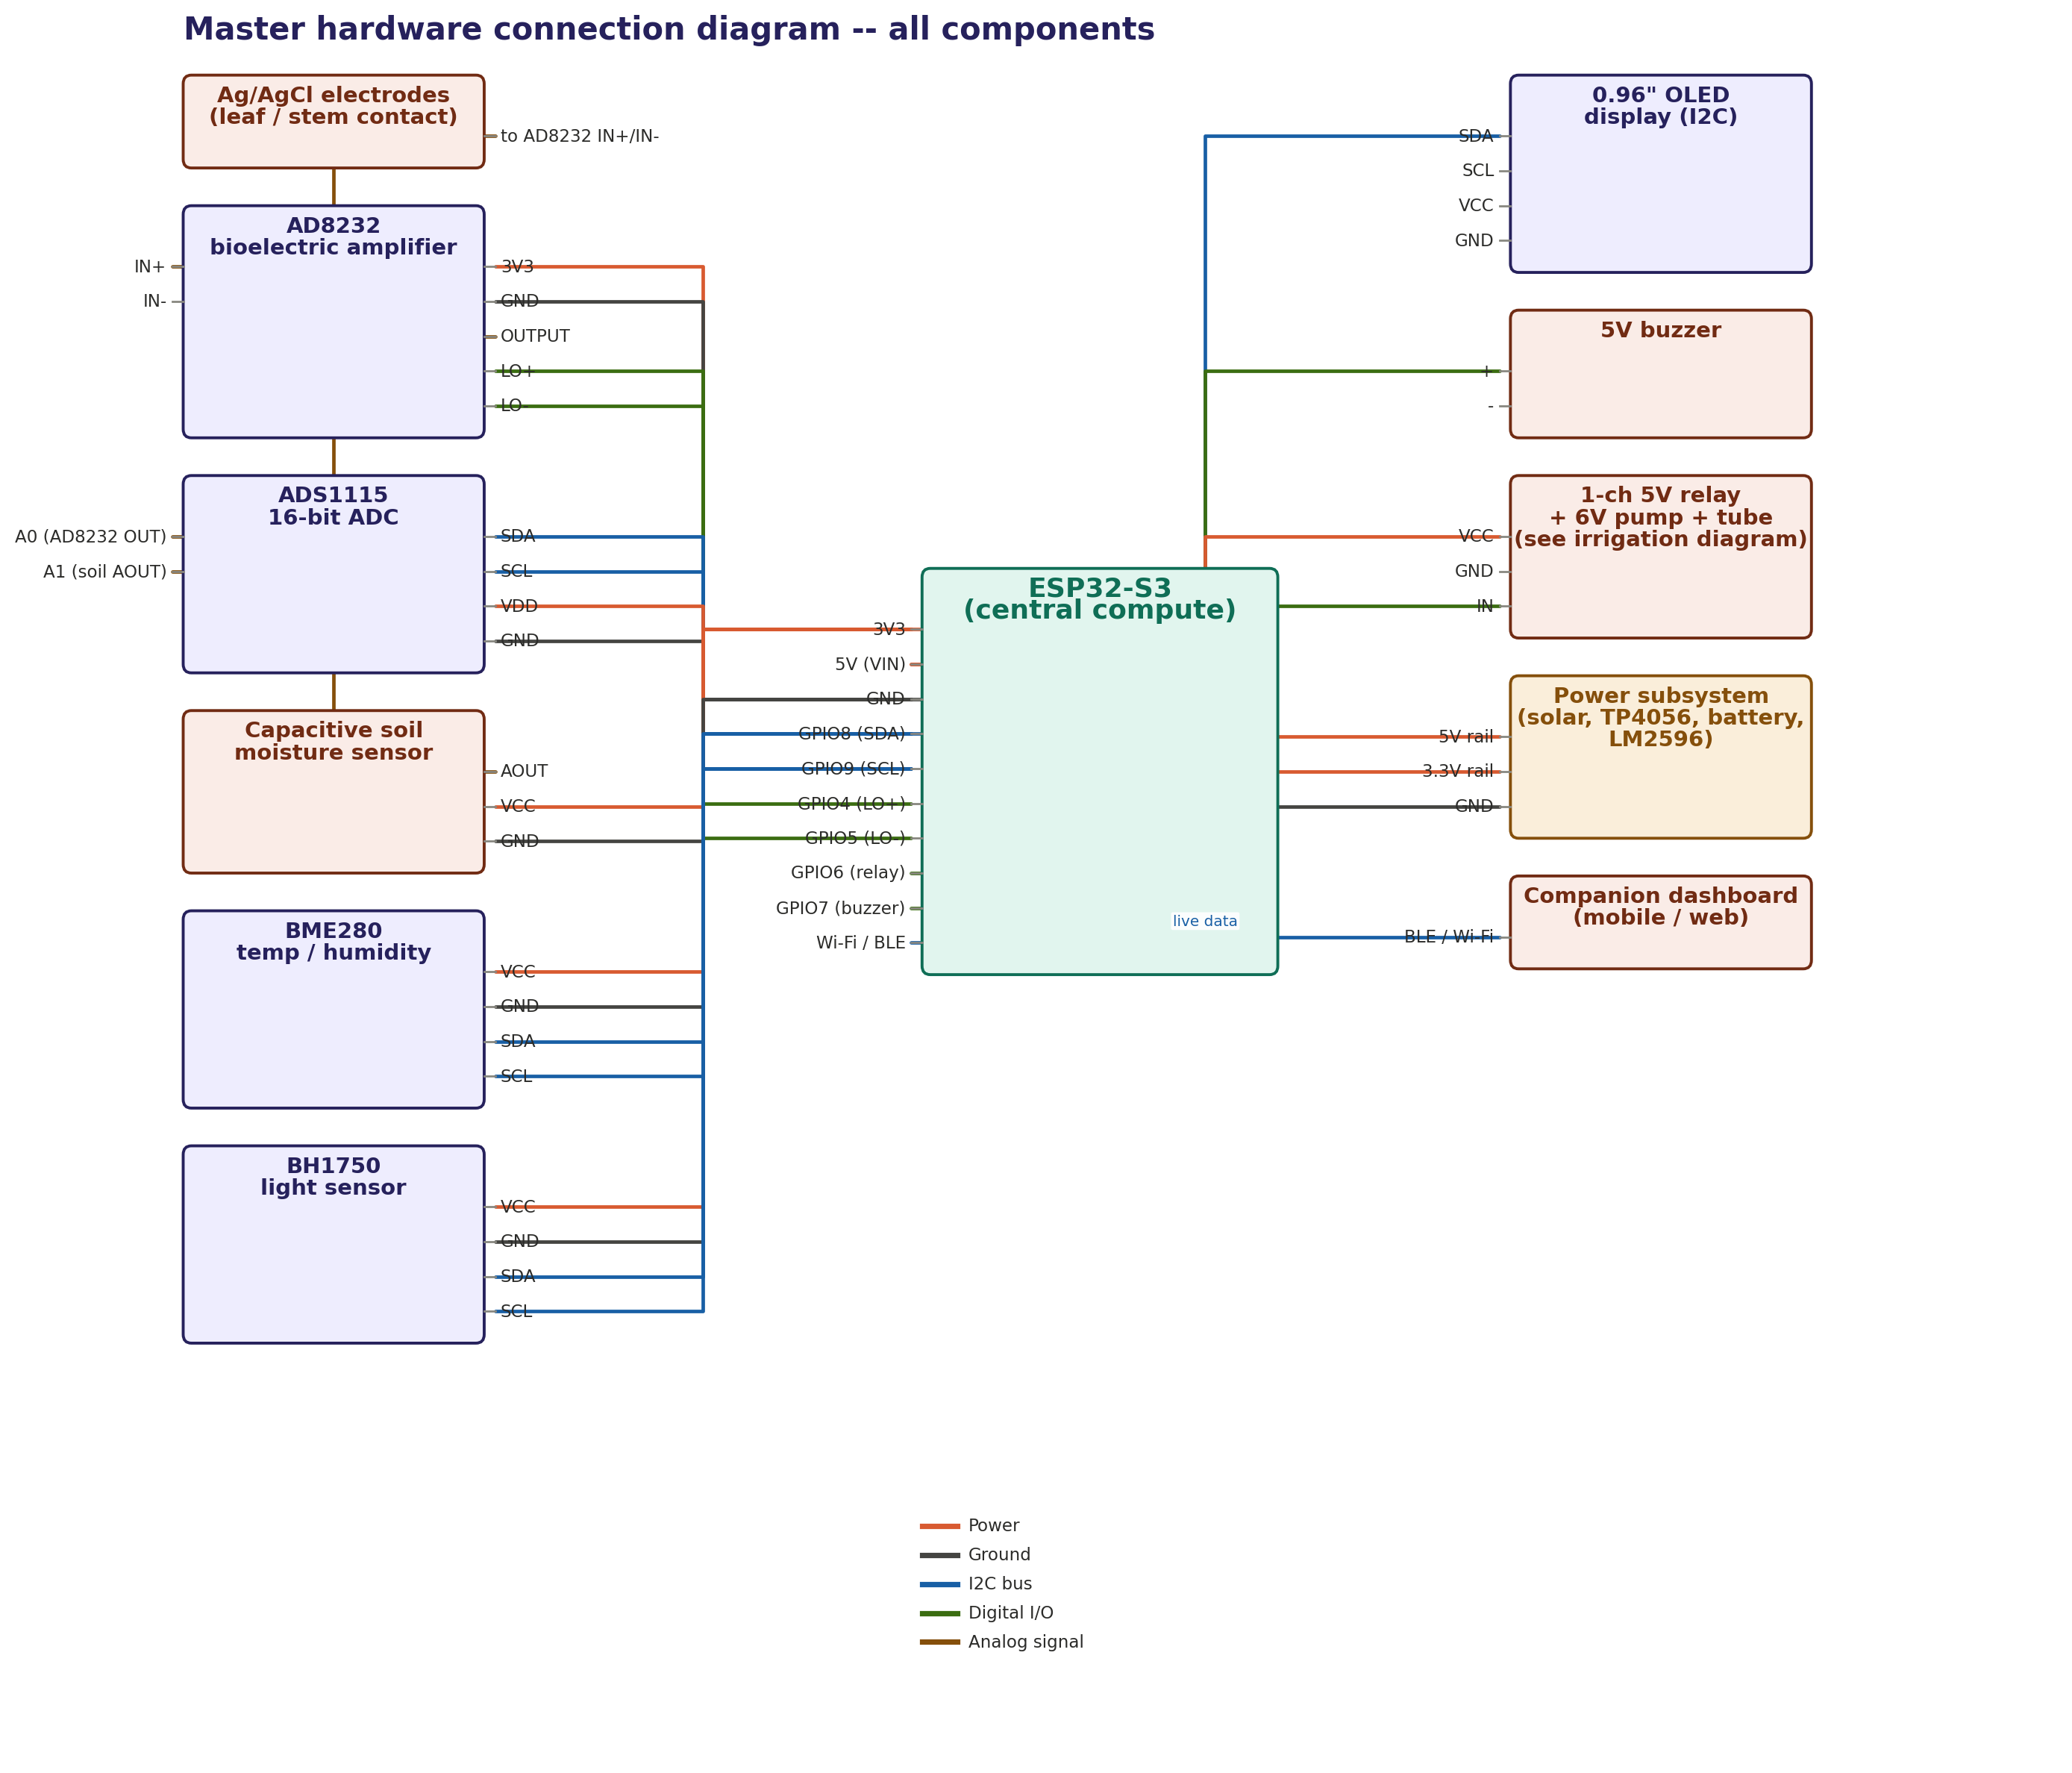 Master hardware connection diagram -- all components
Ag/AgCl electrodes
(leaf / stem contact)
to AD8232 IN+/IN-
AD8232
bioelectric amplifier
IN+
IN-
3V3
GND
OUTPUT
LO+
LO-
ADS1115
16-bit ADC
A0 (AD8232 OUT)
A1 (soil AOUT)
SDA
SCL
VDD
GND
Capacitive soil
moisture sensor
AOUT
VCC
GND
BME280
temp / humidity
VCC
GND
SDA
SCL
BH1750
light sensor
VCC
GND
SDA
SCL
ESP32-S3
(central compute)
3V3
5V (VIN)
GND
GPIO8 (SDA)
GPIO9 (SCL)
GPIO4 (LO+)
GPIO5 (LO-)
GPIO6 (relay)
GPIO7 (buzzer)
Wi-Fi / BLE
live data
0.96" OLED
display (I2C)
SDA
SCL
VCC
GND
5V buzzer
+
-
1-ch 5V relay
+ 6V pump + tube
(see irrigation diagram)
VCC
GND
IN
Power subsystem
(solar, TP4056, battery,
LM2596)
5V rail
3.3V rail
GND
Companion dashboard
(mobile / web)
BLE / Wi-Fi
Power
Ground
I2C bus
Digital I/O
Analog signal